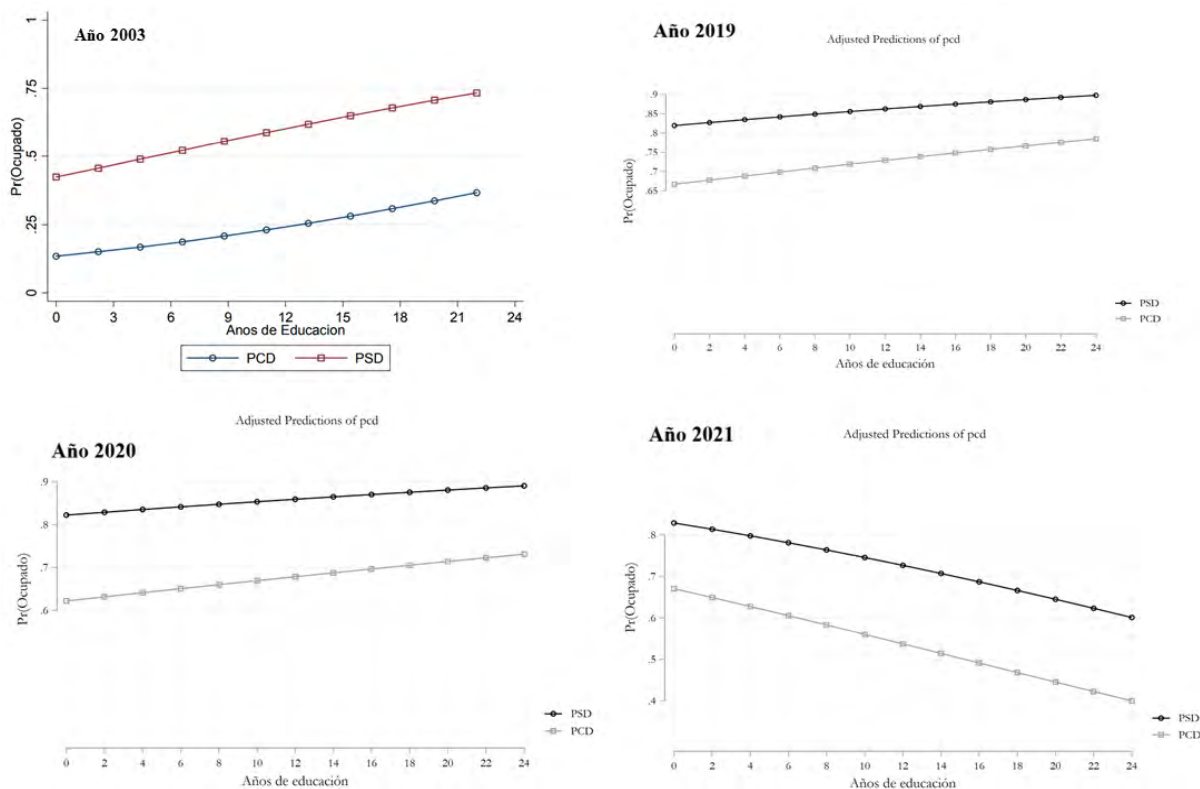 Año 2003
Pr(Ocupado)
1
.75
.5
.25
0
0 3 6 9 12 15 18 21 24
Anos de Educacion
PCD PSD
Año 2019
Adjusted Predictions of pcd
Pr(Ocupado)
.9
.85
.8
.75
.7
.65
PSD
PCD
0 2 4 6 8 10 12 14 16 18 20 22 24
Años de educación
Adjusted Predictions of pcd
Año 2020
Pr(Ocupado)
.9
.8
.7
.6
PSD
PCD
0 2 4 6 8 10 12 14 16 18 20 22 24
Años de educación
Año 2021
Adjusted Predictions of pcd
Pr(Ocupado)
.8
.7
.6
.5
.4
PSD
PCD
0 2 4 6 8 10 12 14 16 18 20 22 24
Años de educación